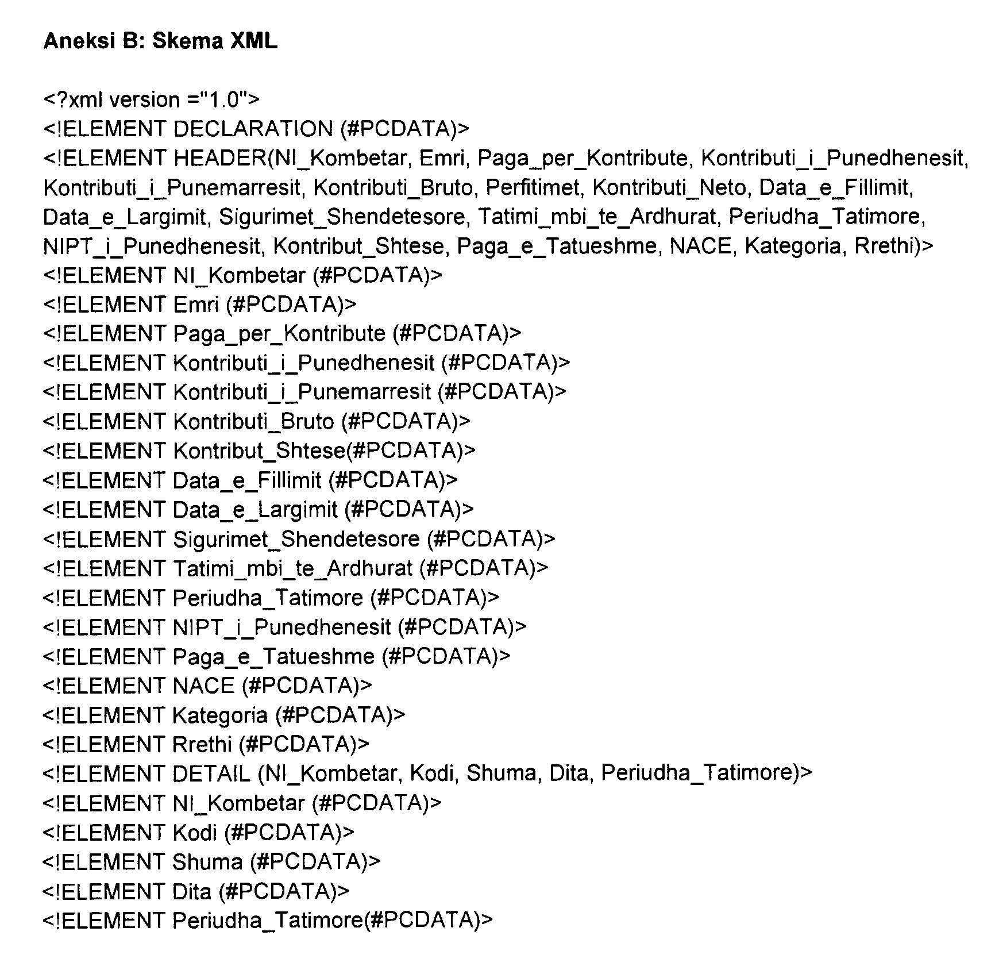 Aneksi B: Skema XML
<?xml version ="1.0">
<!ELEMENT DECLARATION (#PCDATA)>
<!ELEMENT HEADER(NI_Kombetar, Emri, Paga_per_Kontribute, Kontributi_i_Punedhenesit,
Kontributi_i_Punemarresit, Kontributi_Bruto, Perfitimet, Kontributi_Neto, Data_e_Fillimit,
Data_e_Largimit, Sigurimet_Shendetesore, Tatimi_mbi_te_Ardhurat, Periudha_Tatimore,
NIPT_i_Punedhenesit, Kontribut_Shtese, Paga_e_Tatueshme, NACE, Kategoria, Rrethi)>
<!ELEMENT NI_Kombetar (#PCDATA)>
<!ELEMENT Emri (#PCDATA)>
<!ELEMENT Paga_per_Kontribute (#PCDATA)>
<!ELEMENT Kontributi_i_Punedhenesit (#PCDATA)>
<!ELEMENT Kontributi_i_Punemarresit (#PCDATA)>
<!ELEMENT Kontributi_Bruto (#PCDATA)>
<!ELEMENT Kontribut_Shtese(#PCDATA)>
<!ELEMENT Data_e_Fillimit (#PCDATA)>
<!ELEMENT Data_e_Largimit (#PCDATA)>
<!ELEMENT Sigurimet_Shendetesore (#PCDATA)>
<!ELEMENT Tatimi_mbi_te_Ardhurat (#PCDATA)>
<!ELEMENT Periudha_Tatimore (#PCDATA)>
<!ELEMENT NIPT_i_Punedhenesit (#PCDATA)>
<!ELEMENT Paga_e_Tatueshme (#PCDATA)>
<!ELEMENT NACE (#PCDATA)>
<!ELEMENT Kategoria (#PCDATA)>
<!ELEMENT Rrethi (#PCDATA)>
<!ELEMENT DETAIL (NI_Kombetar, Kodi, Shuma, Dita, Periudha_Tatimore)>
<!ELEMENT NI_Kombetar (#PCDATA)>
<!ELEMENT Kodi (#PCDATA)>
<!ELEMENT Shuma (#PCDATA)>
<!ELEMENT Dita (#PCDATA)>
<!ELEMENT Periudha_Tatimore(#PCDATA)>